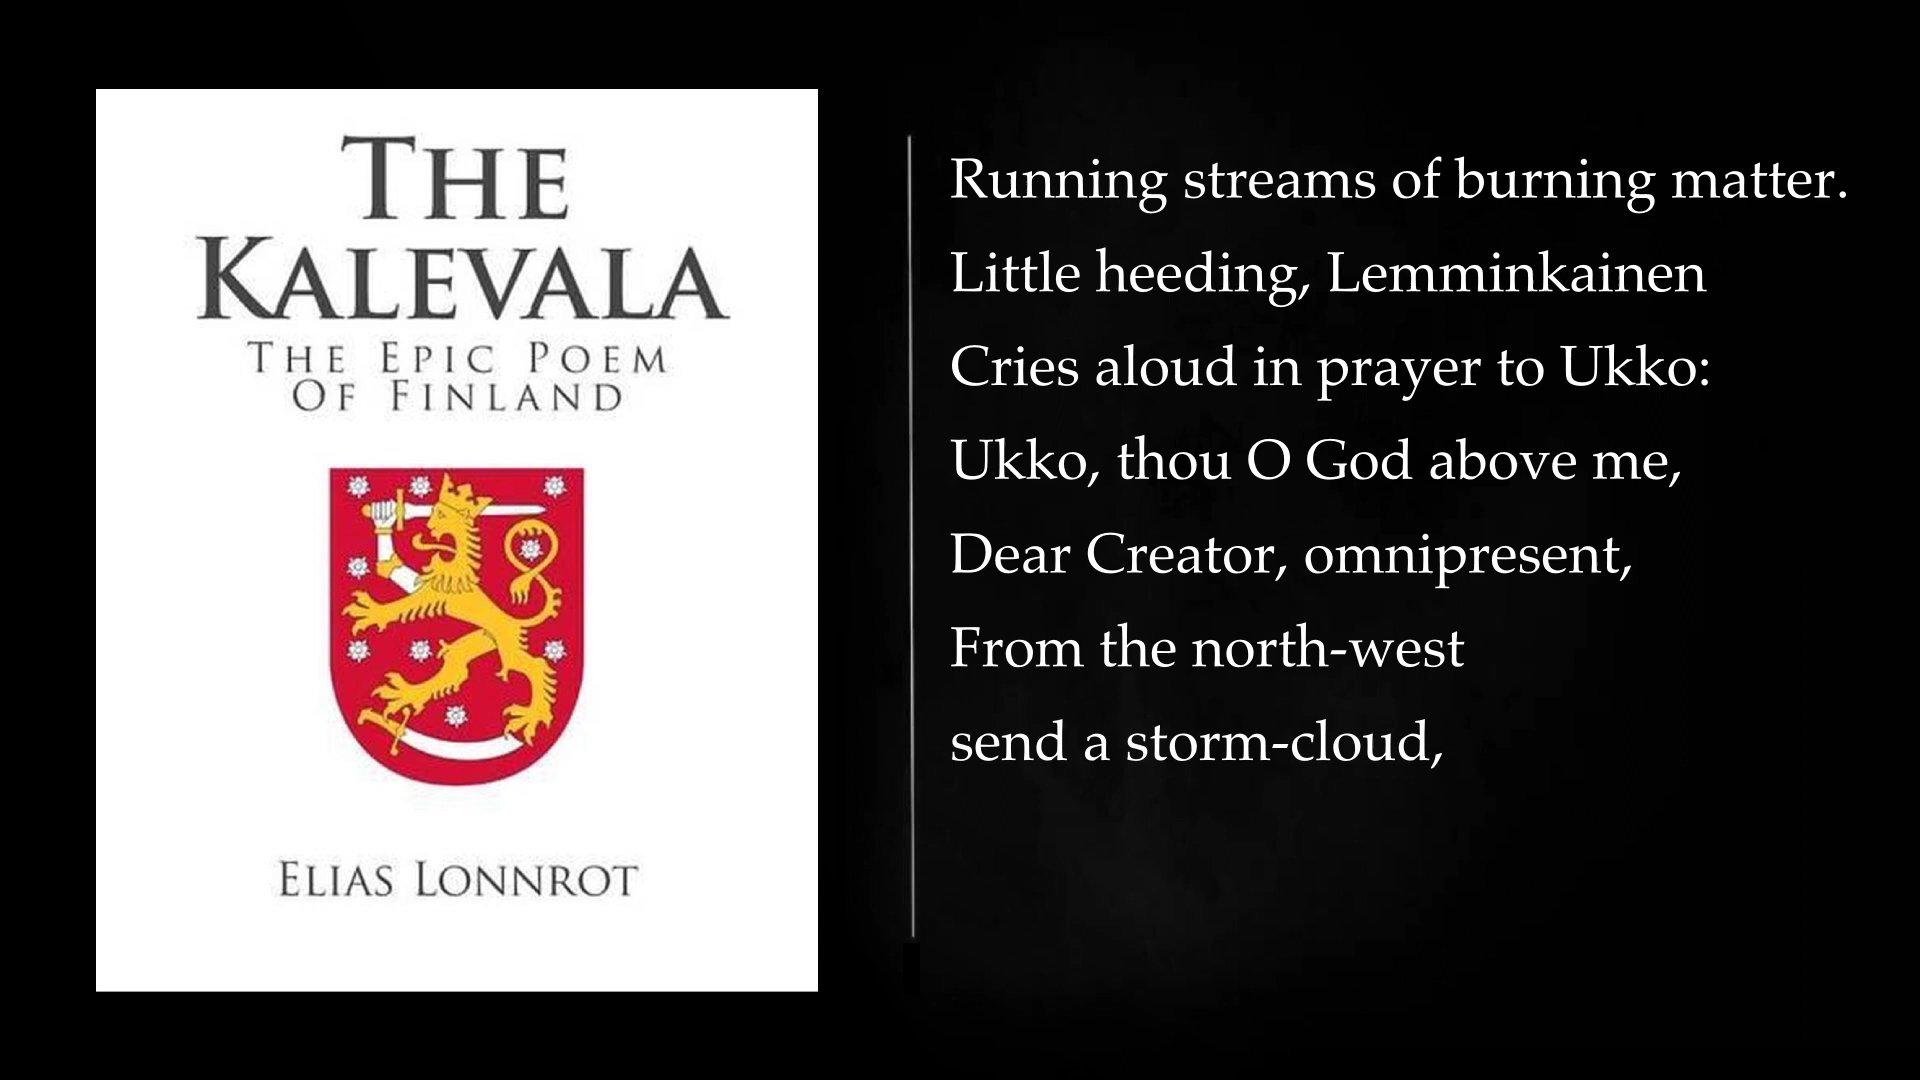 THE
KALEVALA
THE EPIC POEM
OF FINLAND
ELIAS LONNROT
Running streams of burning matter.
Little heeding, Lemminkainen
Cries aloud in prayer to Ukko:
Ukko, thou O God above me,
Dear Creator, omnipresent,
From the north-west
send a storm-cloud,